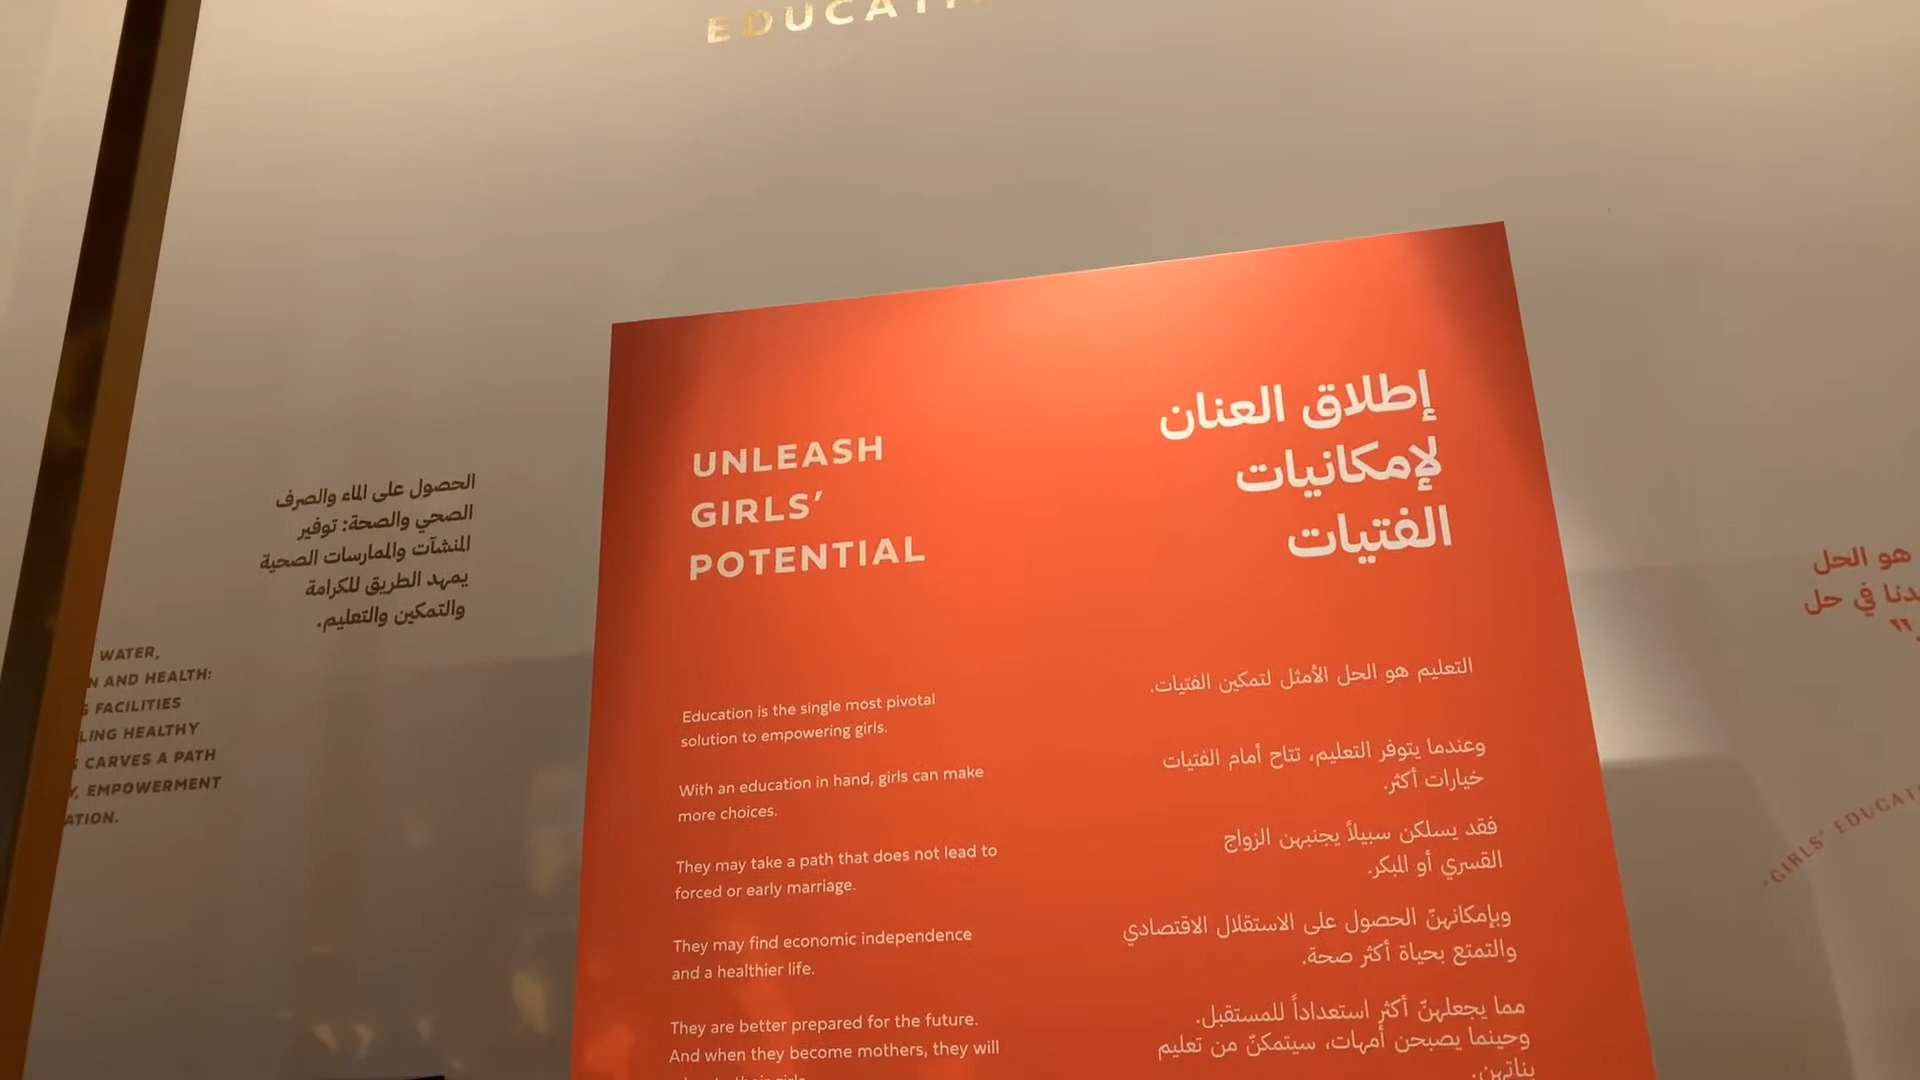 الحصول على الماء والصرف
الصحي والصحة: توفير
المنشآت والممارسات الصحية
يمهد الطريق للكرامة
والتمكين والتعليم.
WATER,
AND HEALTH:
FACILITIES
HEALTHY
CARVES A PATH
EMPOWERMENT
UNLEASH
GIRLS'
POTENTIAL
Education is the single most pivotal
solution to empowering girls.
With an education in hand, girls can make
more choices.
They may take a path that does not lead to
forced or early marriage.
They may find economic independence
and a healthier life.
They are better prepared for the future.
And when they become mothers, they will
إطلاق العنان
لإمكانيات
الفتيات
التعليم هو الحل الأمثل لتمكين الفتيات.
وعندما يتوفر التعليم، تتاح أمام الفتيات
خيارات أكثر.
فقد يسلكن سبيلاً يجنبهن الزواج
القسري أو المبكر.
وبإمكانهنّ الحصول على الاستقلال الاقتصادي
والتمتع بحياة أكثر صحة.
مما يجعلهنّ أكثر استعداداً للمستقبل.
وحينما يصبحن أمهات، سيتمكنّ من تعليم
بناتهن.
هو الحل
في حل
GIRLS'